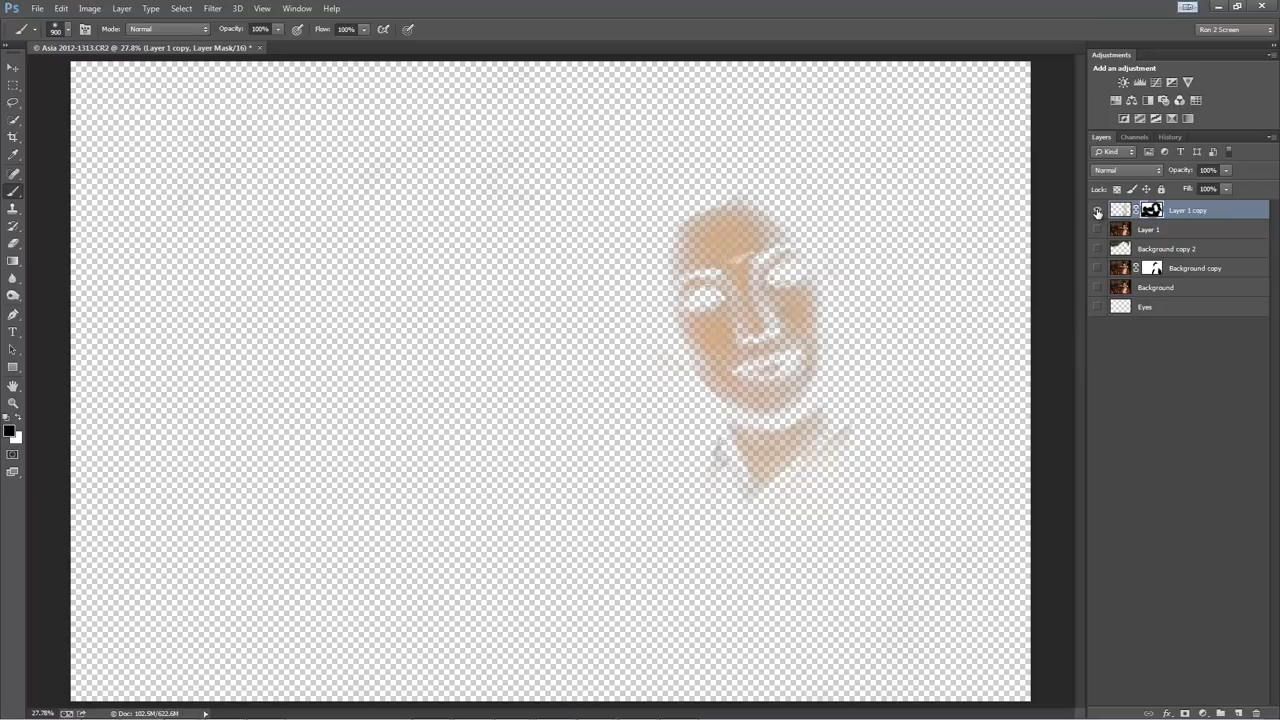 Ps File Edit Image Layer Type Select Filter 3D View Window Help
900 Mode: Normal Opacity: 100% Flow: 100% Ron 2 Screen
© Asia 2012-1313.CR2 @ 27.8% (Layer 1 copy, Layer Mask/16) * ×
Adjustments
Add an adjustment
Layers Channels History
Kind
Normal Opacity: 100%
Lock: Fill: 100%
Layer 1 copy
Layer 1
Background copy 2
Background copy
Background
Eyes
27.78% © Doc: 102.5M/622.6M